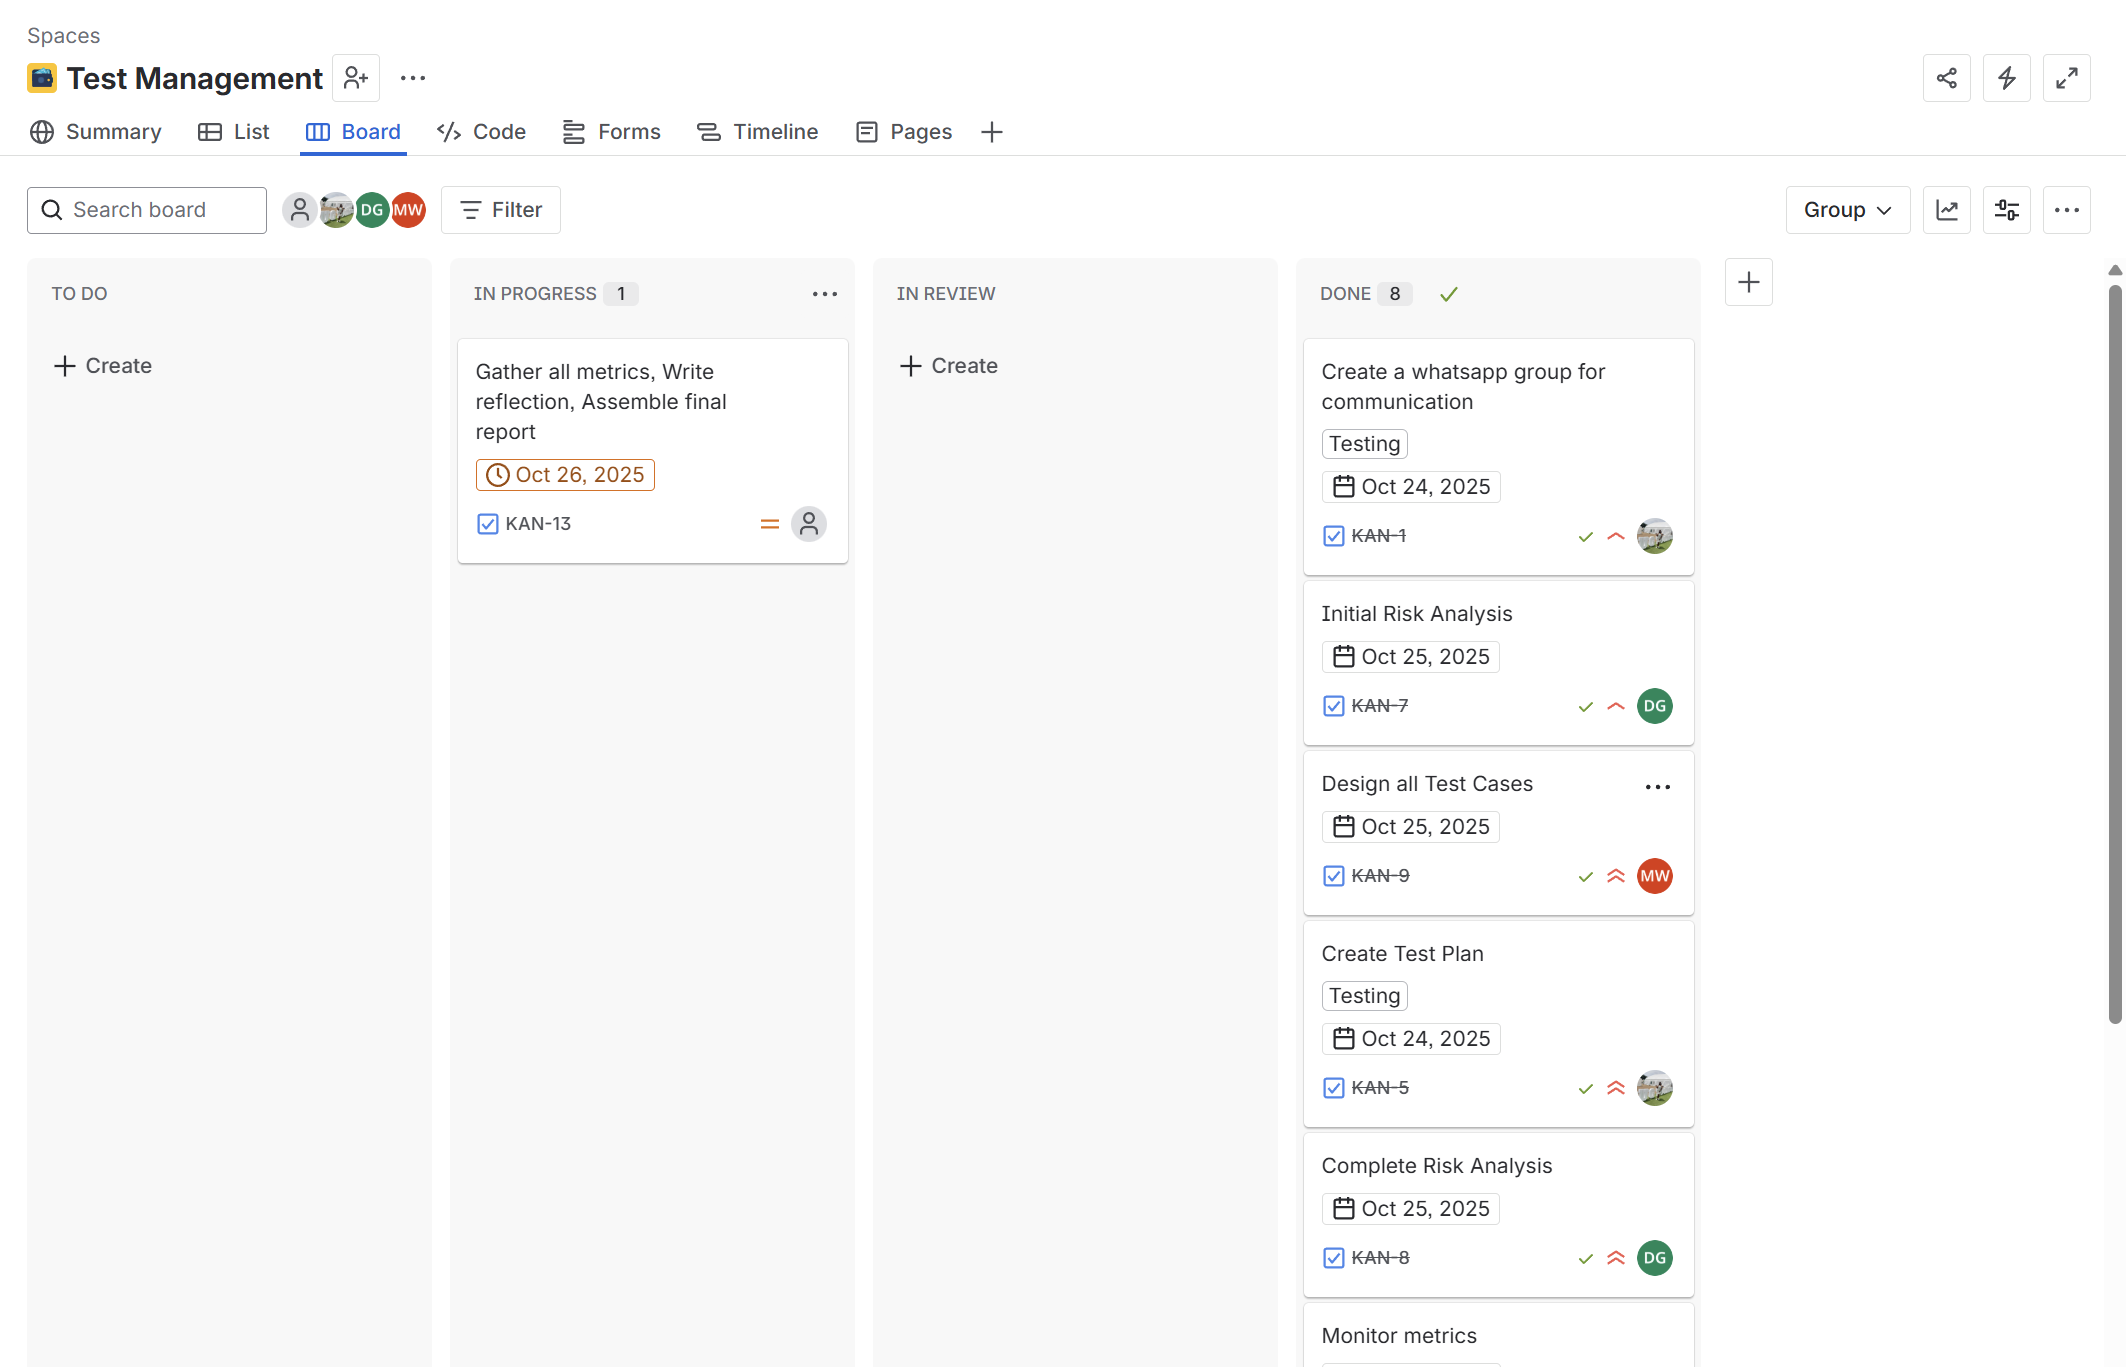 Spaces
Test Management
Summary
List
Board
Code
Forms
Timeline
Pages
Search board
DG
MW
Filter
Group
TO DO
Create
IN PROGRESS 1
Gather all metrics, Write
reflection, Assemble final
report
Oct 26, 2025
KAN-13
IN REVIEW
Create
DONE 8
Create a whatsapp group for
communication
Testing
Oct 24, 2025
KAN-1
Initial Risk Analysis
Oct 25, 2025
KAN-7
DG
Design all Test Cases
Oct 25, 2025
KAN-9
MW
Create Test Plan
Testing
Oct 24, 2025
KAN-5
Complete Risk Analysis
Oct 25, 2025
KAN-8
DG
Monitor metrics